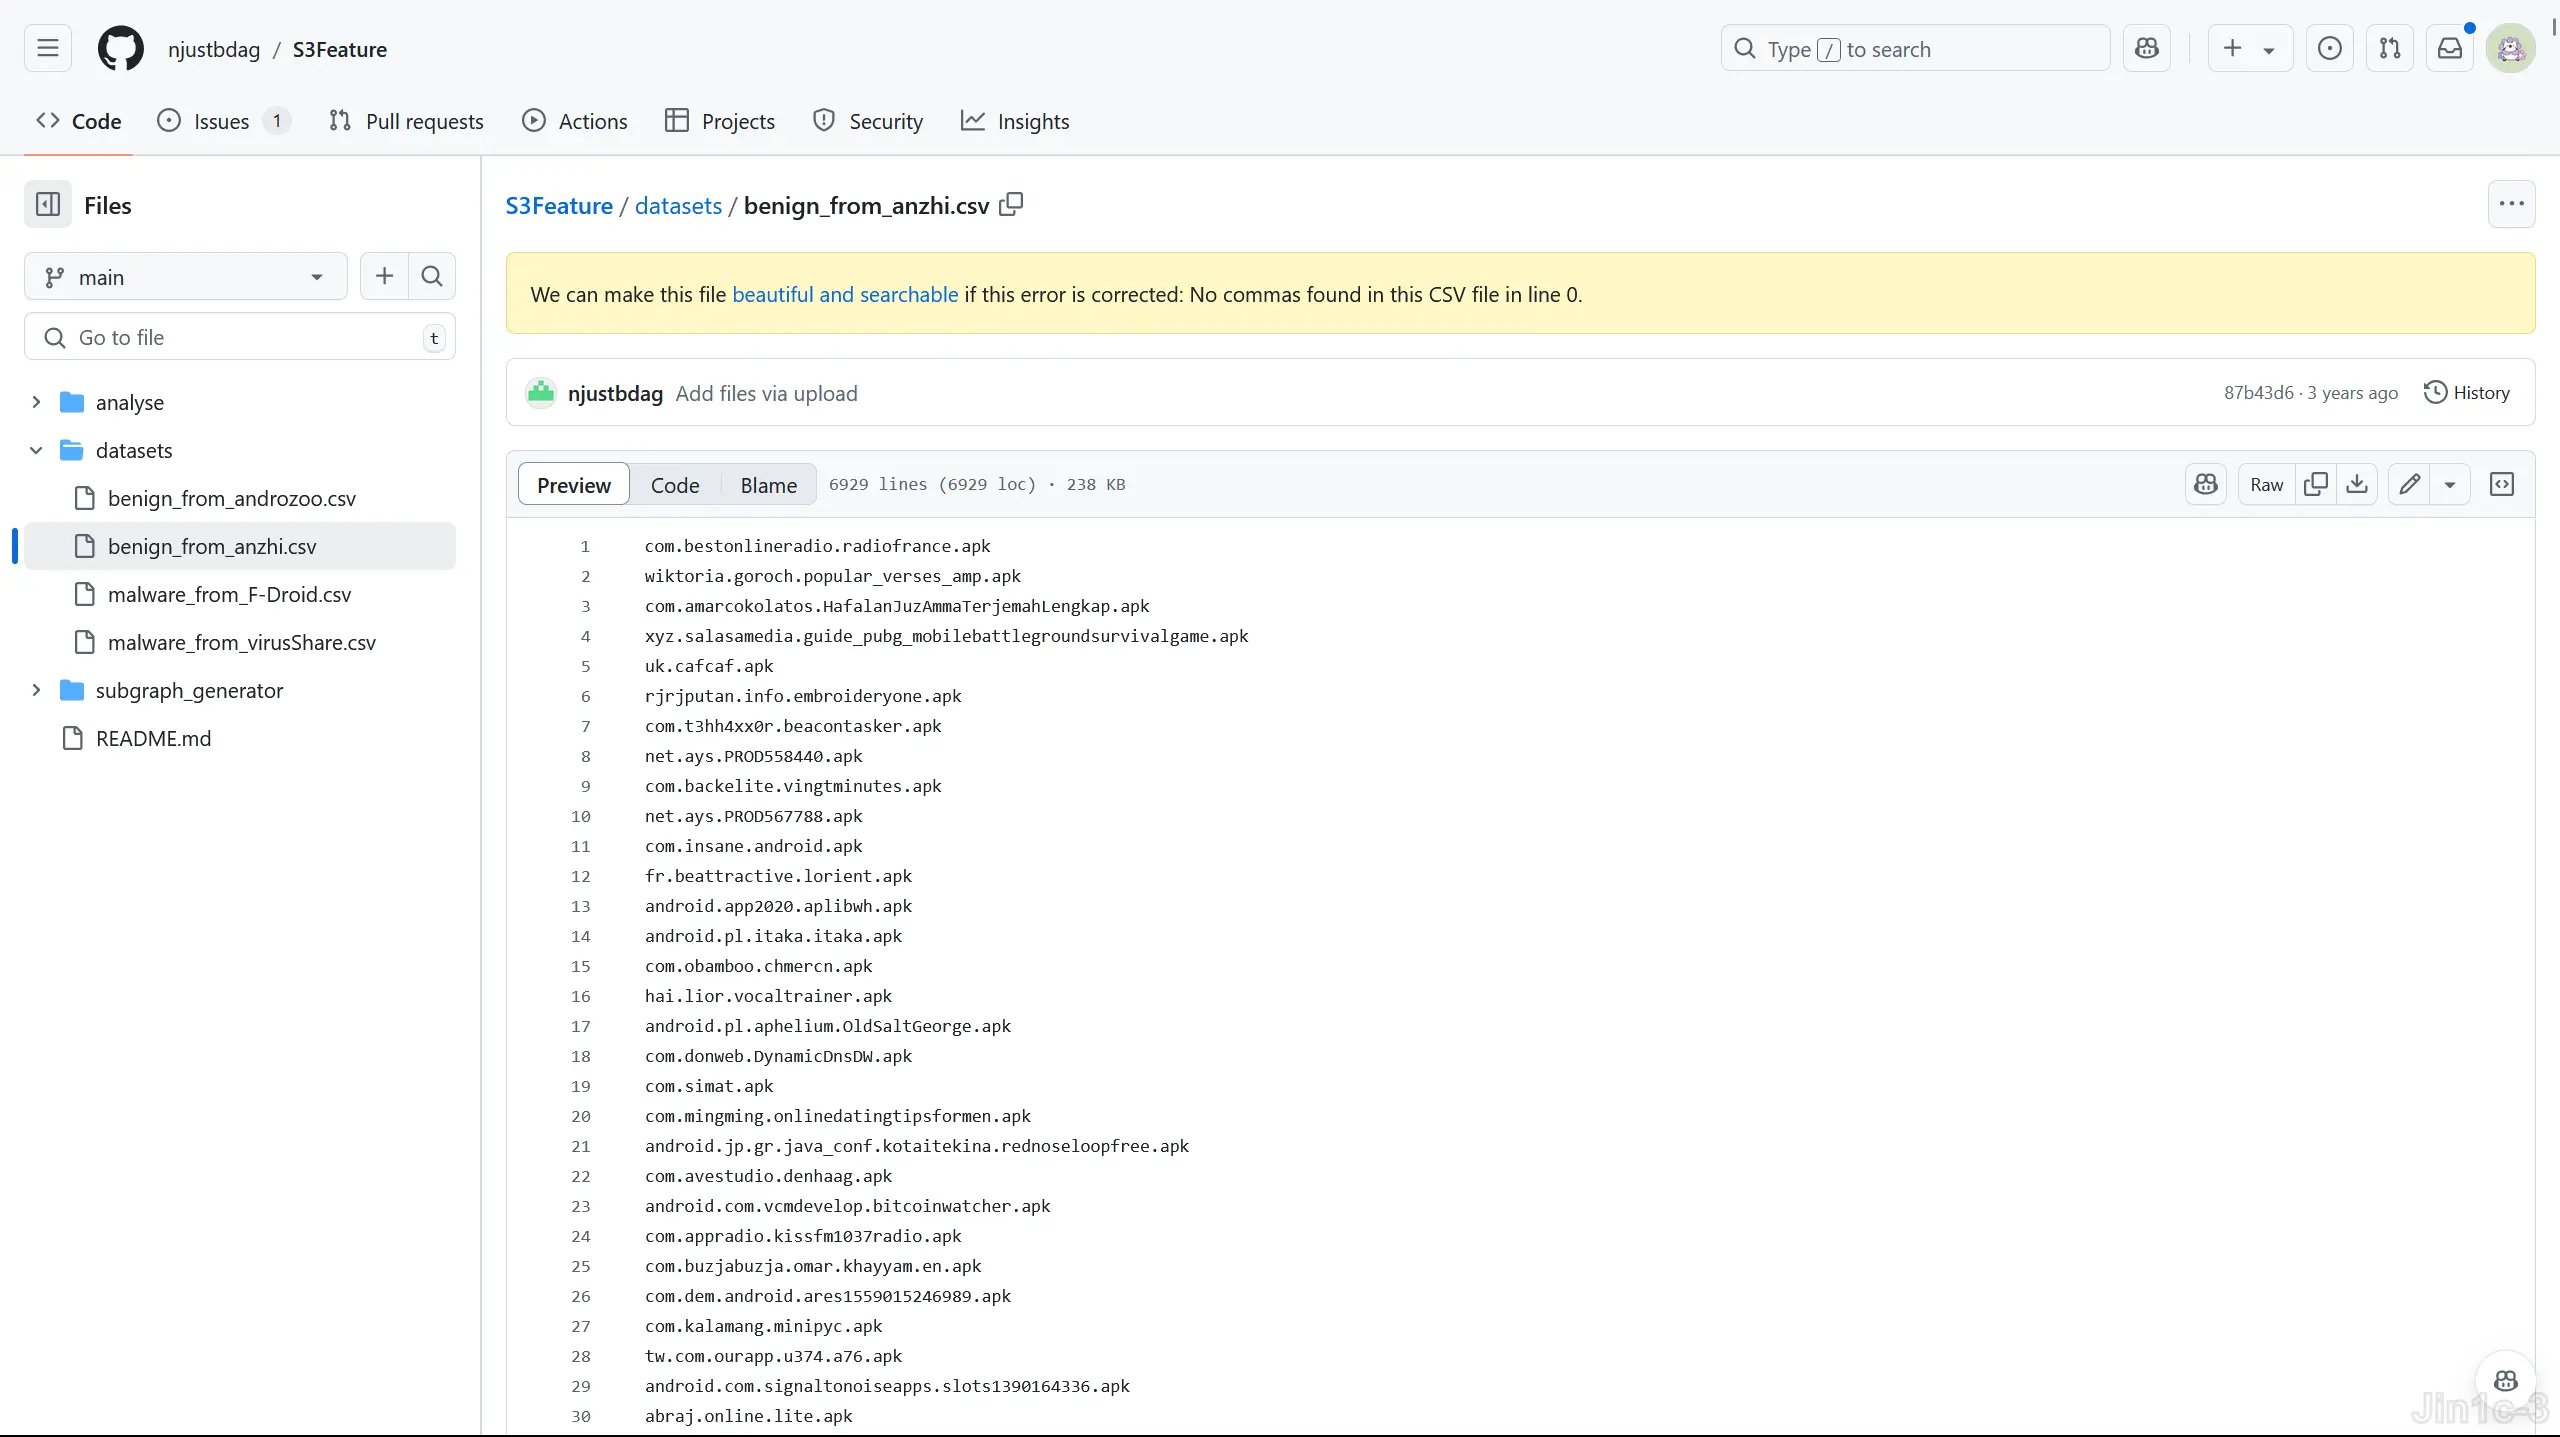 njustbdag / S3Feature
Type / to search
Code
Issues 1
Pull requests
Actions
Projects
Security
Insights
Files
main
Go to file
t
analyse
datasets
benign_from_androzoo.csv
benign_from_anzhi.csv
malware_from_F-Droid.csv
malware_from_virusShare.csv
subgraph_generator
README.md
S3Feature / datasets / benign_from_anzhi.csv
We can make this file beautiful and searchable if this error is corrected: No commas found in this CSV file in line 0.
njustbdag Add files via upload
87b43d6 · 3 years ago
History
Preview
Code
Blame
6929 lines (6929 loc) · 238 KB
Raw
1 com.bestonlineradio.radiofrance.apk
2 wiktoria.goroch.popular_verses_amp.apk
3 com.amarcokolatos.HafalanJuzAmmaTerjemahLengkap.apk
4 xyz.salasamedia.guide_pubg_mobilebattlegroundsurvivalgame.apk
5 uk.cafcaf.apk
6 rjrjputan.info.embroideryone.apk
7 com.t3hh4xx0r.beacontasker.apk
8 net.ays.PROD558440.apk
9 com.backelite.vingtminutes.apk
10 net.ays.PROD567788.apk
11 com.insane.android.apk
12 fr.beattractive.lorient.apk
13 android.app2020.aplibwh.apk
14 android.pl.itaka.itaka.apk
15 com.obamboo.chmercn.apk
16 hai.lior.vocaltrainer.apk
17 android.pl.aphelium.OldSaltGeorge.apk
18 com.donweb.DynamicDnsDW.apk
19 com.simat.apk
20 com.mingming.onlinedatingtipsformen.apk
21 android.jp.gr.java_conf.kotaitekina.rednoseloopfree.apk
22 com.avestudio.denhaag.apk
23 android.com.vcmdevelop.bitcoinwatcher.apk
24 com.appradio.kissfm1037radio.apk
25 com.buzjabuzja.omar.khayyam.en.apk
26 com.dem.android.ares1559015246989.apk
27 com.kalamang.minipyc.apk
28 tw.com.ourapp.u374.a76.apk
29 android.com.signaltonoiseapps.slots1390164336.apk
30 abraj.online.lite.apk
Jin1c-3